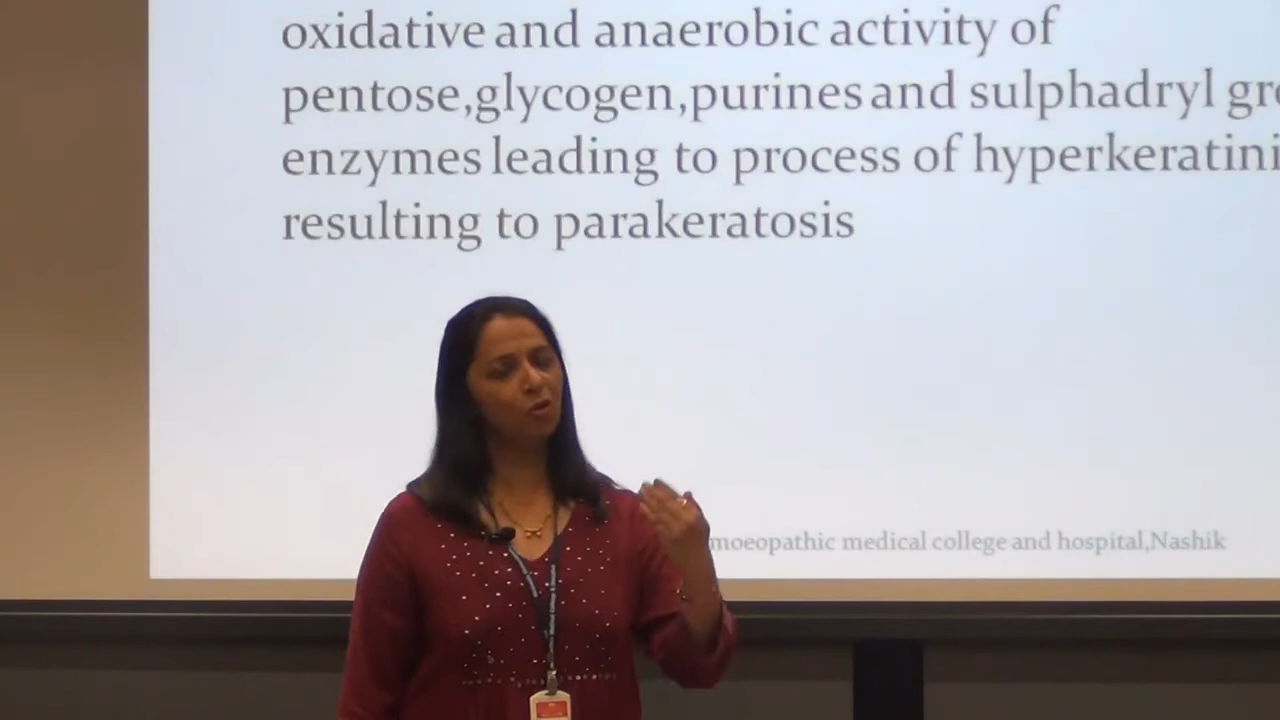 oxidative and anaerobic activity of
pentose,glycogen,purines and sulphadryl gr
enzymes leading to process of hyperkeratini
resulting to parakeratosis
moeopathic medical college and hospital,Nashik